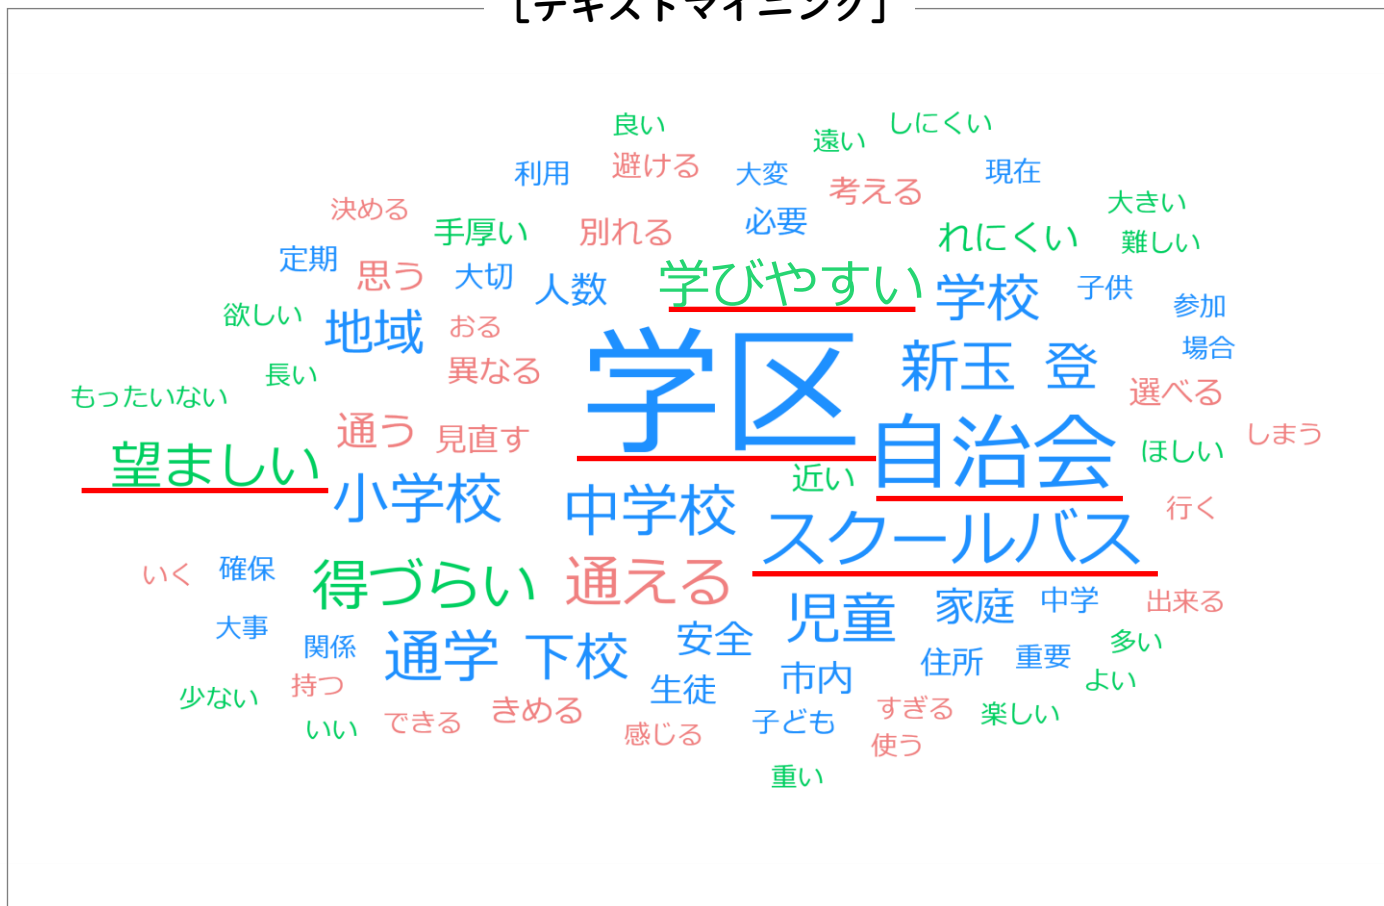 [テキストマイニング]
良い 遠い しにくい
利用 避ける 大変 考える 現在
決める 手厚い 別れる 必要 れにくい 大きい 難しい
定期 思う 大切 人数 学びやすい 学校 子供 参加
欲しい 地域 おる 学区 新玉 登 場合
長い 異なる 選べる
もったいない 通う 見直す 自治会 ほしい しまう
望ましい 小学校 中学校 近い スクールバス 行く
いく 確保 得づらい 通える 児童 家庭 中学 出来る
大事 関係 通学 下校 安全 市内 住所 重要 多い
少ない 持つ 生徒 よい
いい できる きめる 感じる 子ども すぎる 楽しい
使う
重い